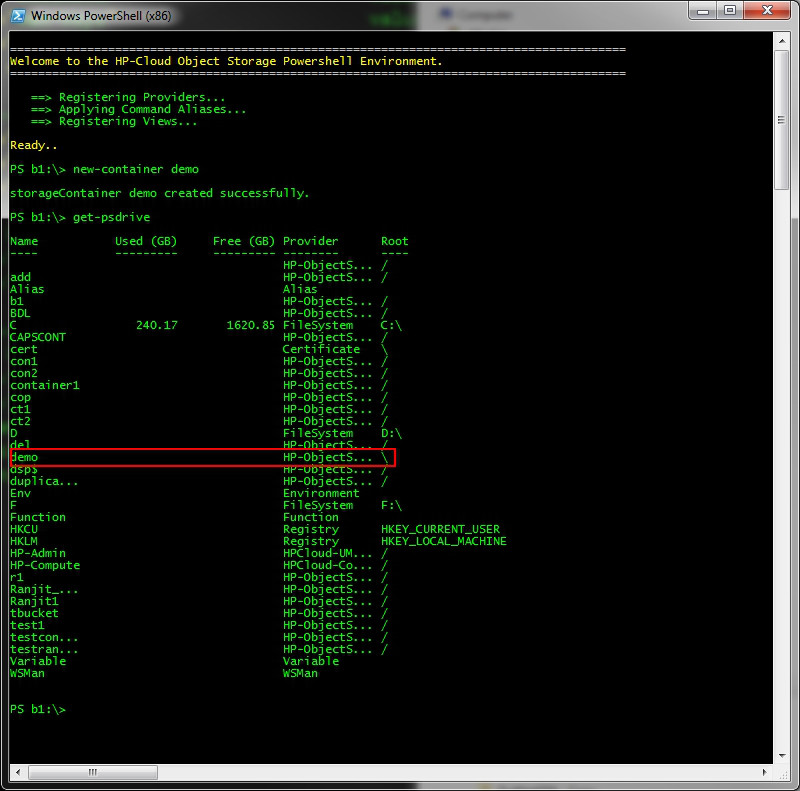 Windows PowerShell (x86)
Computer
========================================================================================
Welcome to the HP-Cloud Object Storage Powershell Environment.
========================================================================================
==> Registering Providers...
==> Applying Command Aliases...
==> Registering Views...
Ready..
PS b1:\> new-container demo
storageContainer demo created successfully.
PS b1:\> get-psdrive
Name Used (GB) Free (GB) Provider Root
---- --------- --------- -------- ----
HP-ObjectS... /
add HP-ObjectS... /
Alias Alias
b1 HP-ObjectS... /
BDL HP-ObjectS... /
C 240.17 1620.85 FileSystem C:\
CAPSCONT HP-ObjectS... /
cert Certificate \
con1 HP-ObjectS... /
con2 HP-ObjectS... /
container1 HP-ObjectS... /
cop HP-ObjectS... /
ct1 HP-ObjectS... /
ct2 HP-ObjectS... /
D FileSystem D:\
del HP-ObjectS... /
demo HP-ObjectS... \
dsp$ HP-ObjectS... /
duplica... HP-ObjectS... /
Env Environment
F FileSystem F:\
Function Function
HKCU Registry HKEY_CURRENT_USER
HKLM Registry HKEY_LOCAL_MACHINE
HP-Admin HPCloud-UM... /
HP-Compute HPCloud-Co... /
r1 HP-ObjectS... /
Ranjit_... HP-ObjectS... /
Ranjit1 HP-ObjectS... /
tbucket HP-ObjectS... /
test1 HP-ObjectS... /
testcon... HP-ObjectS... /
testran... HP-ObjectS... /
Variable Variable
WSMan WSMan
PS b1:\>